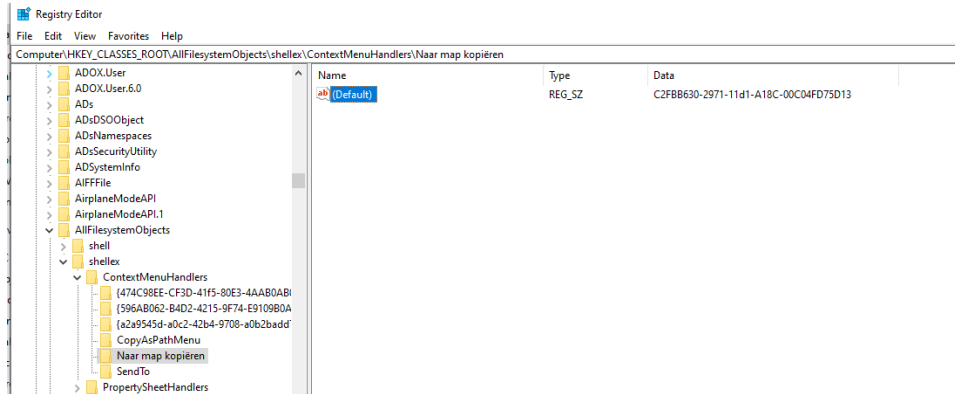 Registry Editor
File Edit View Favorites Help
Computer\HKEY_CLASSES_ROOT\AllFilesystemObjects\shellex\ContextMenuHandlers\Naar map kopiëren
ADOX.User
ADOX.User.6.0
ADs
ADsDSOObject
ADsNamespaces
ADsSecurityUtility
ADSystemInfo
AIFFFile
AirplaneModeAPI
AirplaneModeAPI.1
AllFilesystemObjects
shell
shellex
ContextMenuHandlers
{474C98EE-CF3D-41f5-80E3-4AAB0AB
{596AB062-B4D2-4215-9F74-E9109B0A
{a2a9545d-a0c2-42b4-9708-a0b2badd
CopyAsPathMenu
Naar map kopiëren
SendTo
PropertySheetHandlers
Name Type Data
ab (Default) REG_SZ C2FBB630-2971-11d1-A18C-00C04FD75D13